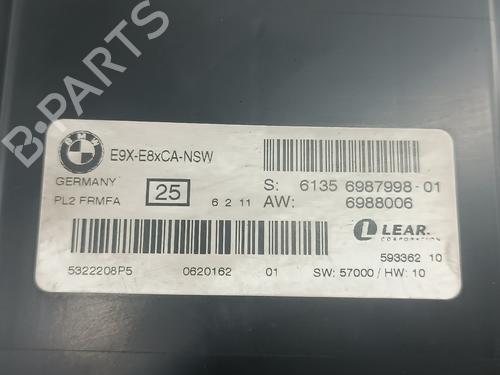 BMW
E9X-E8xCA-NSW
GERMANY
25
S: 6135 6987998-01
PL2 FRMFA
6 2 11
AW: 6988006
LEAR.
CORPORATION
593362 10
5322208P5
0620162
01
SW: 57000 / HW: 10
B-PARTS